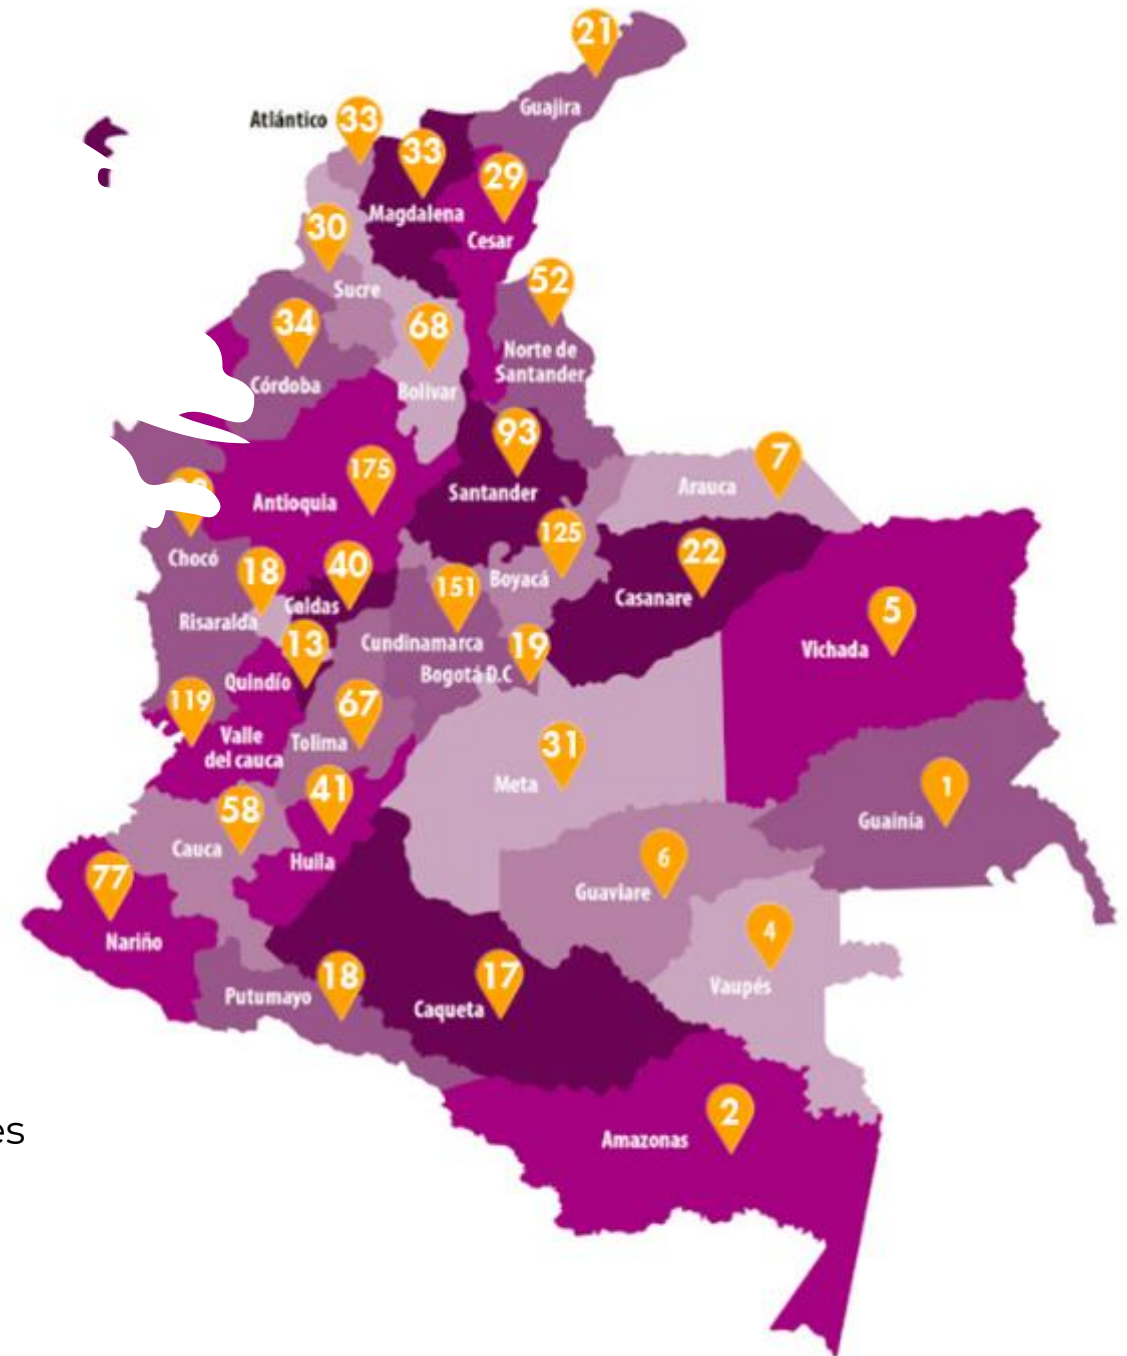 21
Guajira
Atlántico
33
33
Magdalena
29
Cesar
30
Sucre
52
Norte de
Santander
34
Córdoba
68
Bolivar
93
Santander
175
Antioquia
7
Arauca
Chocó
125
Boyacá
22
Casanare
18
Risaralda
40
Caldas
151
Cundinamarca
5
Vichada
13
Quindío
19
Bogotá D.C
119
Valle
del cauca
67
Tolima
31
Meta
1
Guainía
58
Cauca
41
Huila
6
Guaviare
77
Nariño
4
Vaupés
18
Putumayo
17
Caqueta
2
Amazonas
es